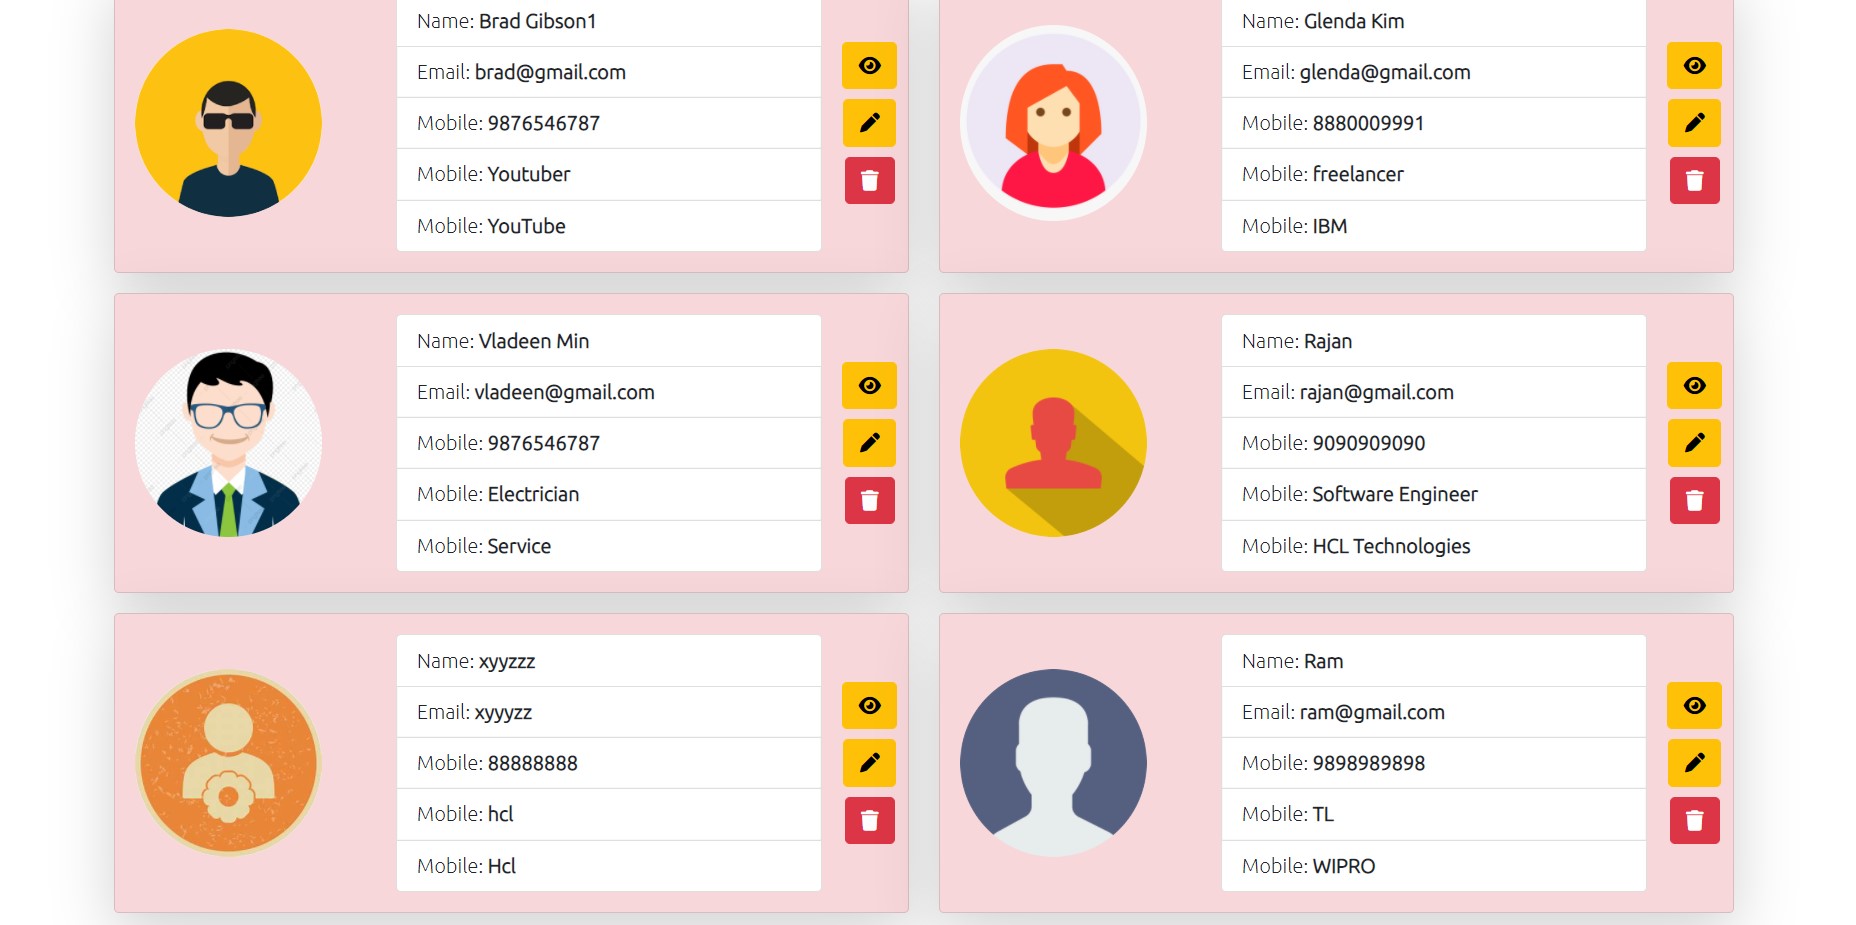 Name: Brad Gibson1
Email: brad@gmail.com
Mobile: 9876546787
Mobile: Youtuber
Mobile: YouTube
Name: Glenda Kim
Email: glenda@gmail.com
Mobile: 8880009991
Mobile: freelancer
Mobile: IBM
Name: Vladeen Min
Email: vladeen@gmail.com
Mobile: 9876546787
Mobile: Electrician
Mobile: Service
Name: Rajan
Email: rajan@gmail.com
Mobile: 9090909090
Mobile: Software Engineer
Mobile: HCL Technologies
Name: xyyzzz
Email: xyyyzz
Mobile: 88888888
Mobile: hcl
Mobile: Hcl
Name: Ram
Email: ram@gmail.com
Mobile: 9898989898
Mobile: TL
Mobile: WIPRO